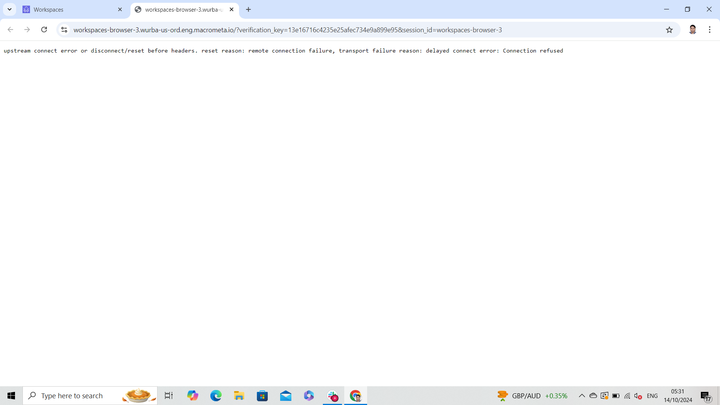 Workspaces
workspaces-browser-3.wurba-
workspaces-browser-3.wurba-us-ord.eng.macrometa.io/?verification_key=13e16716c4235e25afec734e9a899e95&session_id=workspaces-browser-3
upstream connect error or disconnect/reset before headers. reset reason: remote connection failure, transport failure reason: delayed connect error: Connection refused
Type here to search
GBP/AUD +0.35%
ENG
05:31
14/10/2024